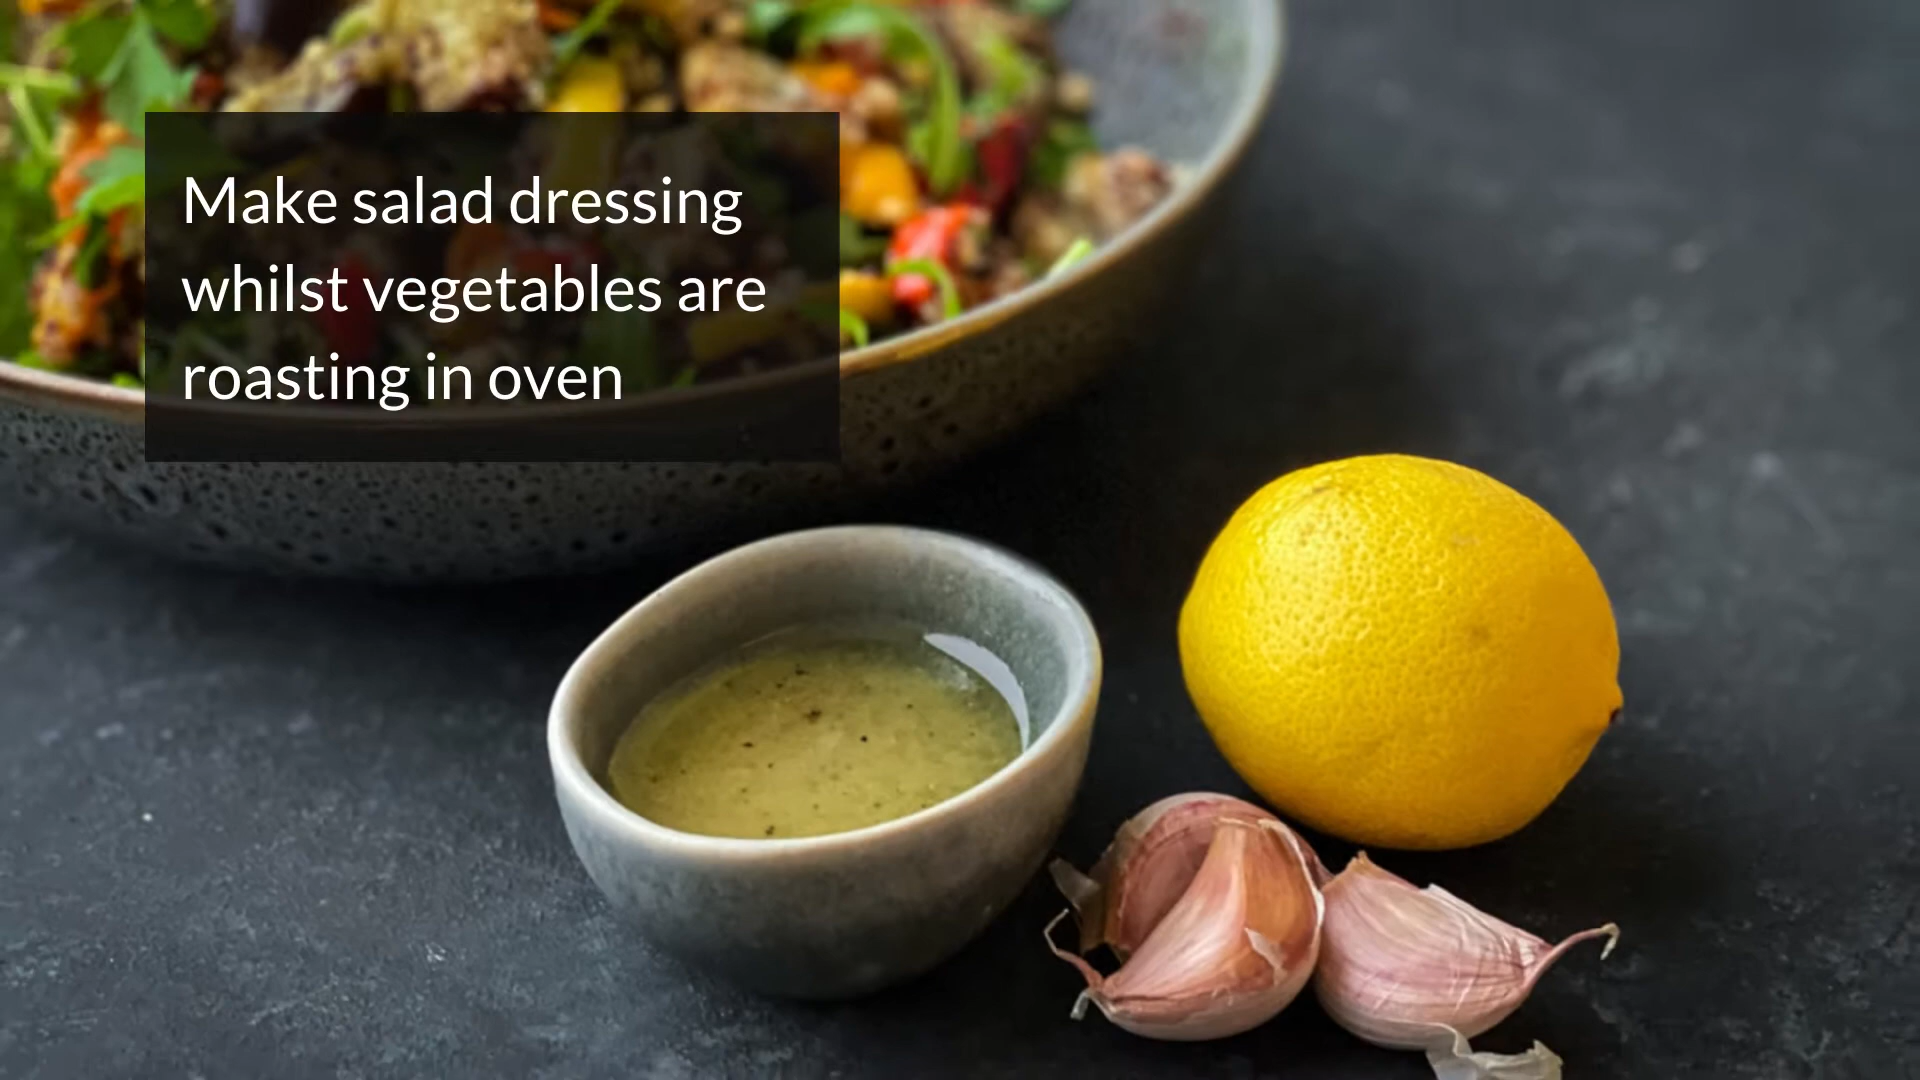 Make salad dressing
whilst vegetables are
roasting in oven